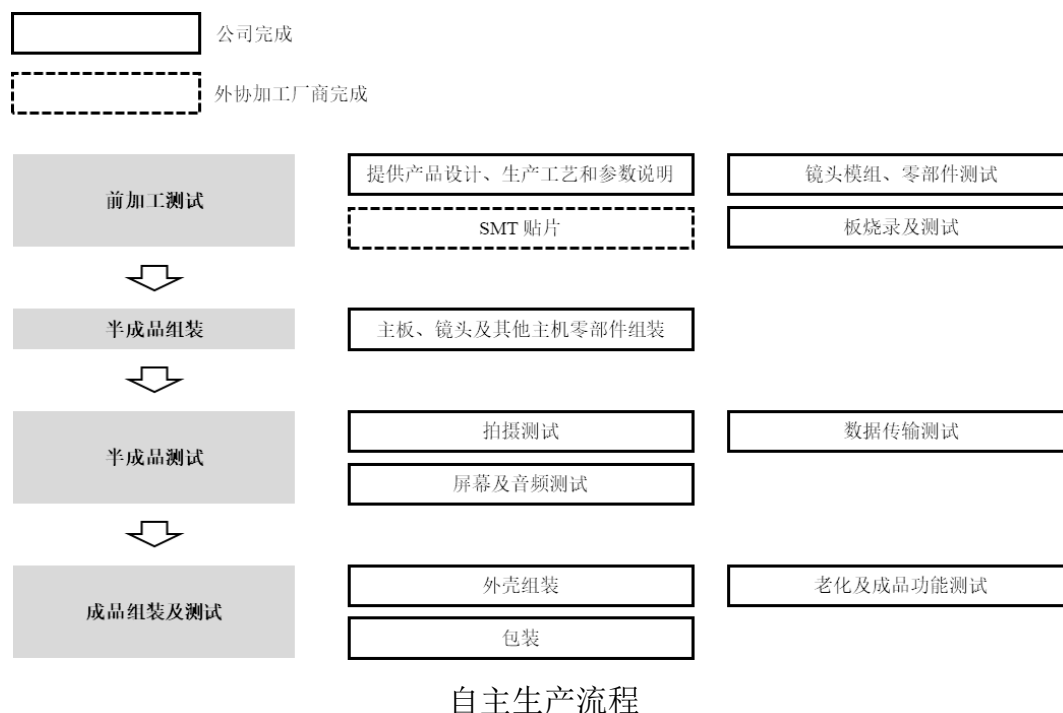 公司完成
外协加工厂商完成
前加工测试
提供产品设计、生产工艺和参数说明
镜头模组、零部件测试
SMT 贴片
板烧录及测试
半成品组装
主板、镜头及其他主机零部件组装
半成品测试
拍摄测试
数据传输测试
屏幕及音频测试
成品组装及测试
外壳组装
老化及成品功能测试
包装
自主生产流程